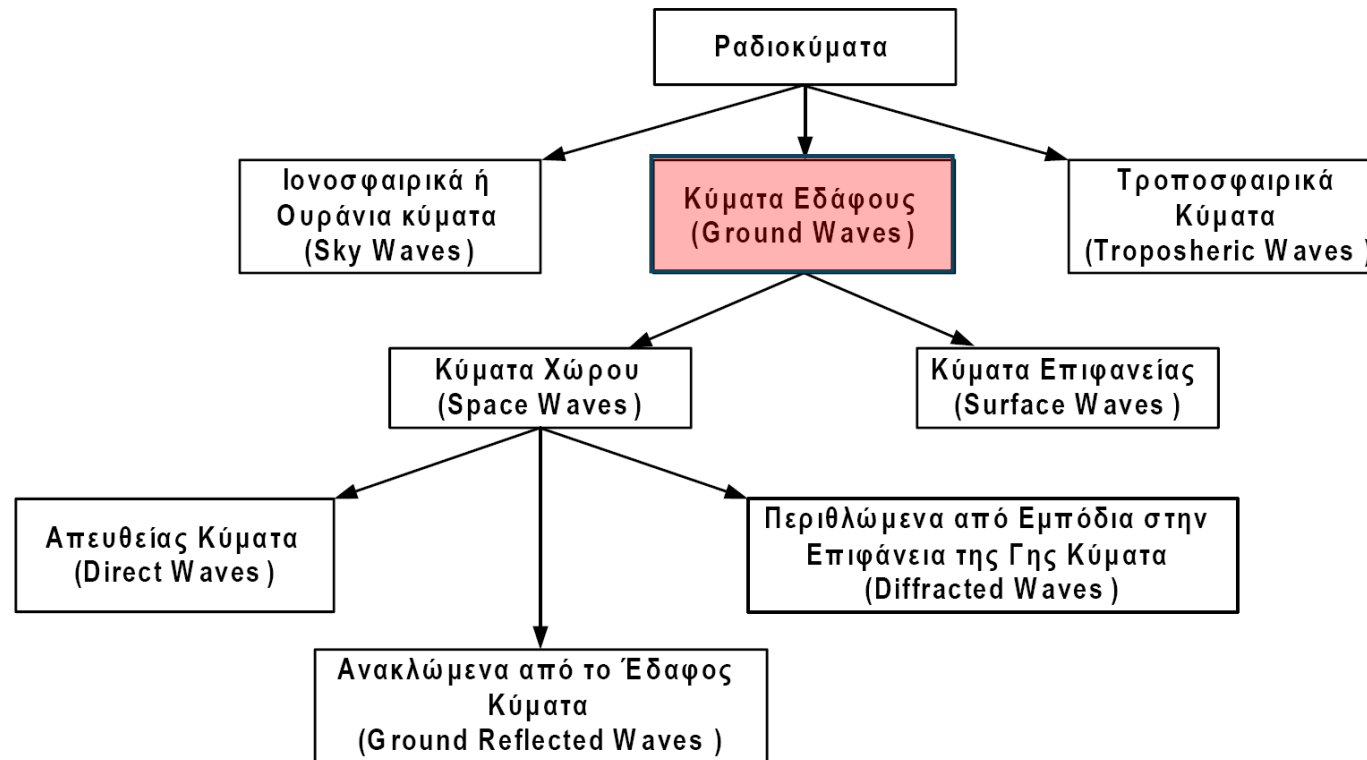 Ραδιοκύματα
Ιονοσφαιρικά ή
Ουράνια κύματα
(Sky Waves)
Κύματα Εδάφους
(Ground Waves)
Τροποσφαιρικά
Κύματα
(Troposheric Waves)
Κύματα Χώρου
(Space Waves)
Κύματα Επιφανείας
(Surface Waves)
Απευθείας Κύματα
(Direct Waves)
Περιθλώμενα από Εμπόδια στην
Επιφάνεια της Γης Κύματα
(Diffracted Waves)
Ανακλώμενα από το Έδαφος
Κύματα
(Ground Reflected Waves)